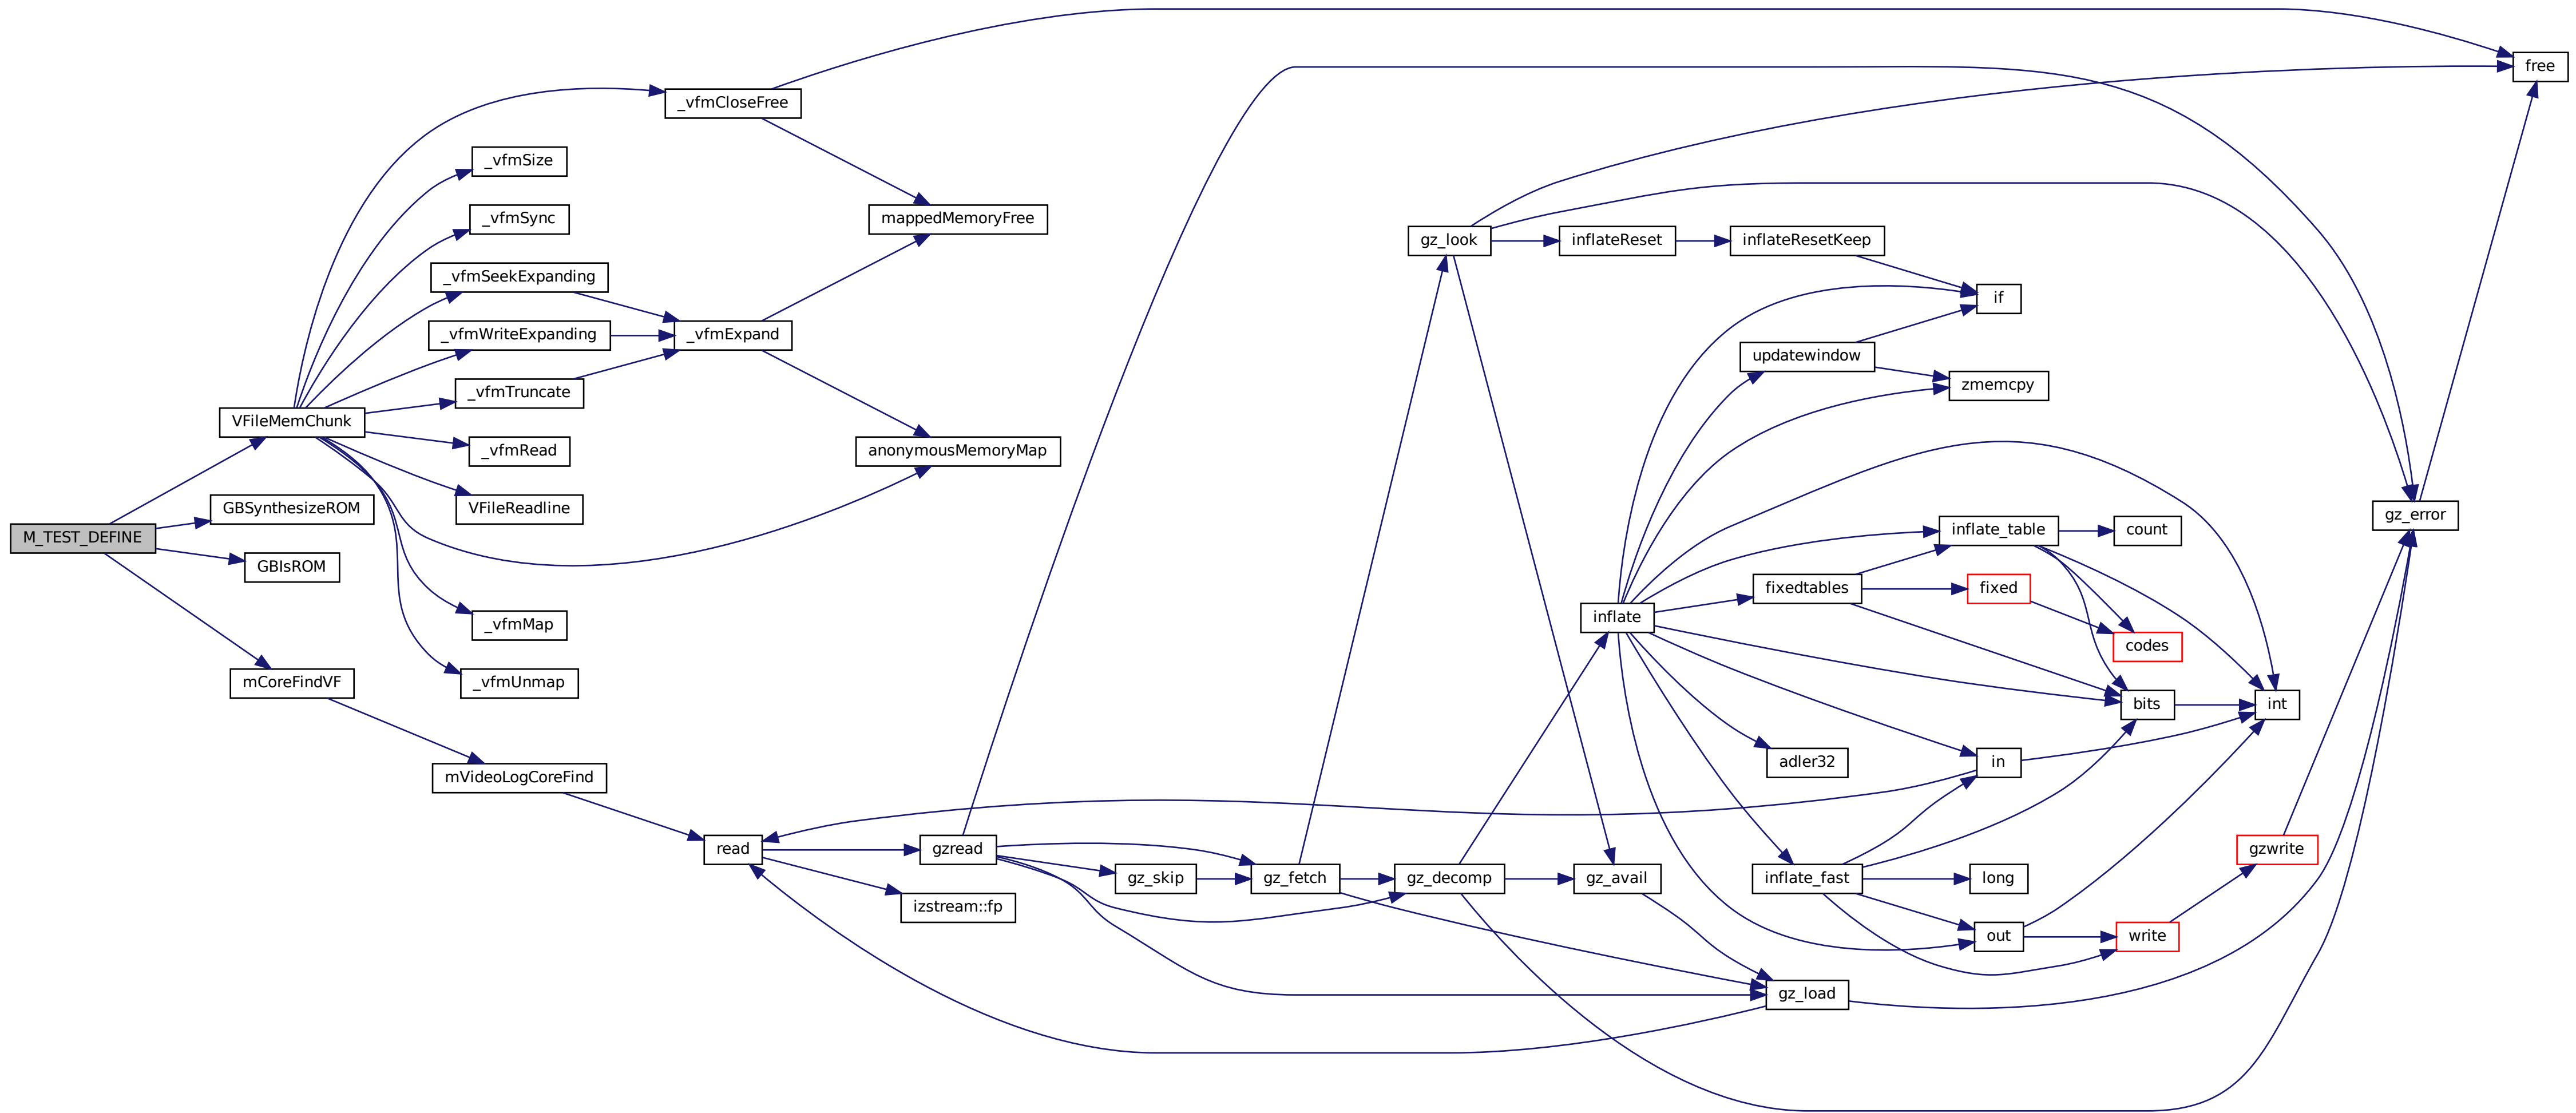 M_TEST_DEFINE
VFileMemChunk
GBSynthesizeROM
GBIsROM
mCoreFindVF
_vfmCloseFree
_vfmSize
_vfmSync
_vfmSeekExpanding
_vfmWriteExpanding
_vfmTruncate
_vfmRead
VFileReadline
_vfmMap
_vfmUnmap
mVideoLogCoreFind
_vfmExpand
mappedMemoryFree
anonymousMemoryMap
read
gzread
izstream::fp
gz_skip
gz_fetch
gz_look
gz_decomp
gz_avail
gz_load
inflateReset
inflateResetKeep
inflate
updatewindow
fixedtables
adler32
inflate_fast
if
zmemcpy
inflate_table
fixed
in
long
out
count
codes
bits
write
int
gzwrite
gz_error
free